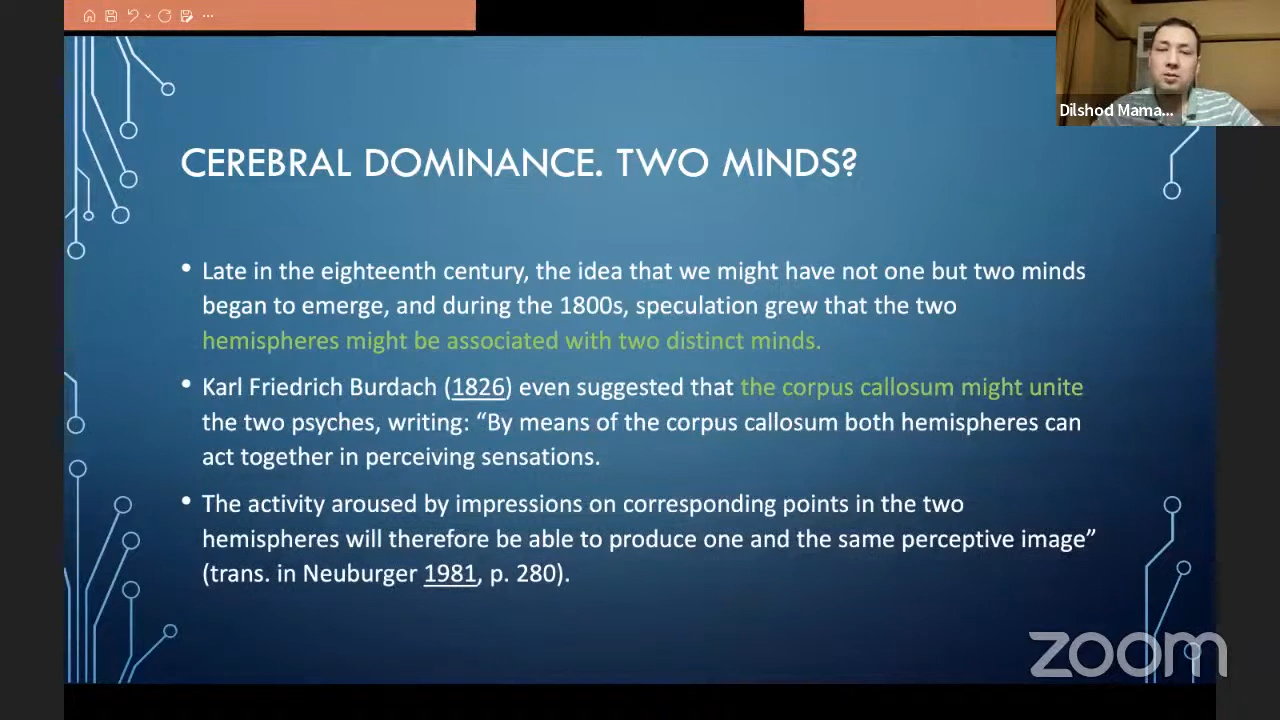 Dilshod Mama...
CEREBRAL DOMINANCE. TWO MINDS?
• Late in the eighteenth century, the idea that we might have not one but two minds
began to emerge, and during the 1800s, speculation grew that the two
hemispheres might be associated with two distinct minds.
• Karl Friedrich Burdach (1826) even suggested that the corpus callosum might unite
the two psyches, writing: “By means of the corpus callosum both hemispheres can
act together in perceiving sensations.
• The activity aroused by impressions on corresponding points in the two
hemispheres will therefore be able to produce one and the same perceptive image”
(trans. in Neuburger 1981, p. 280).
zoom